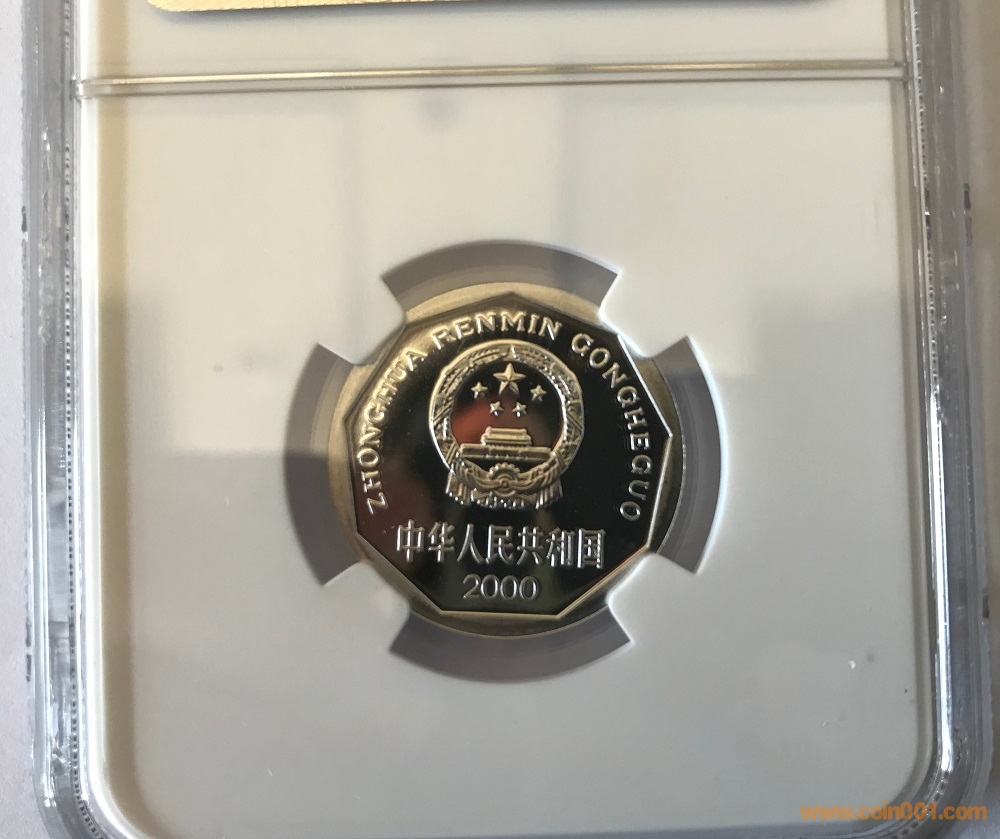 ZHONGHUA RENMIN GONGHEGUO
中华人民共和国
2000
www.coin001.com